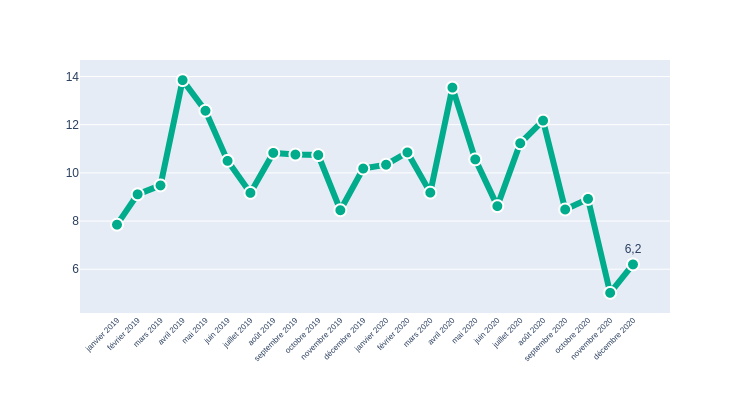 14
12
10
8
6
6,2
janvier 2019
février 2019
mars 2019
avril 2019
mai 2019
juin 2019
juillet 2019
août 2019
septembre 2019
octobre 2019
novembre 2019
décembre 2019
janvier 2020
février 2020
mars 2020
avril 2020
mai 2020
juin 2020
juillet 2020
août 2020
septembre 2020
octobre 2020
novembre 2020
décembre 2020